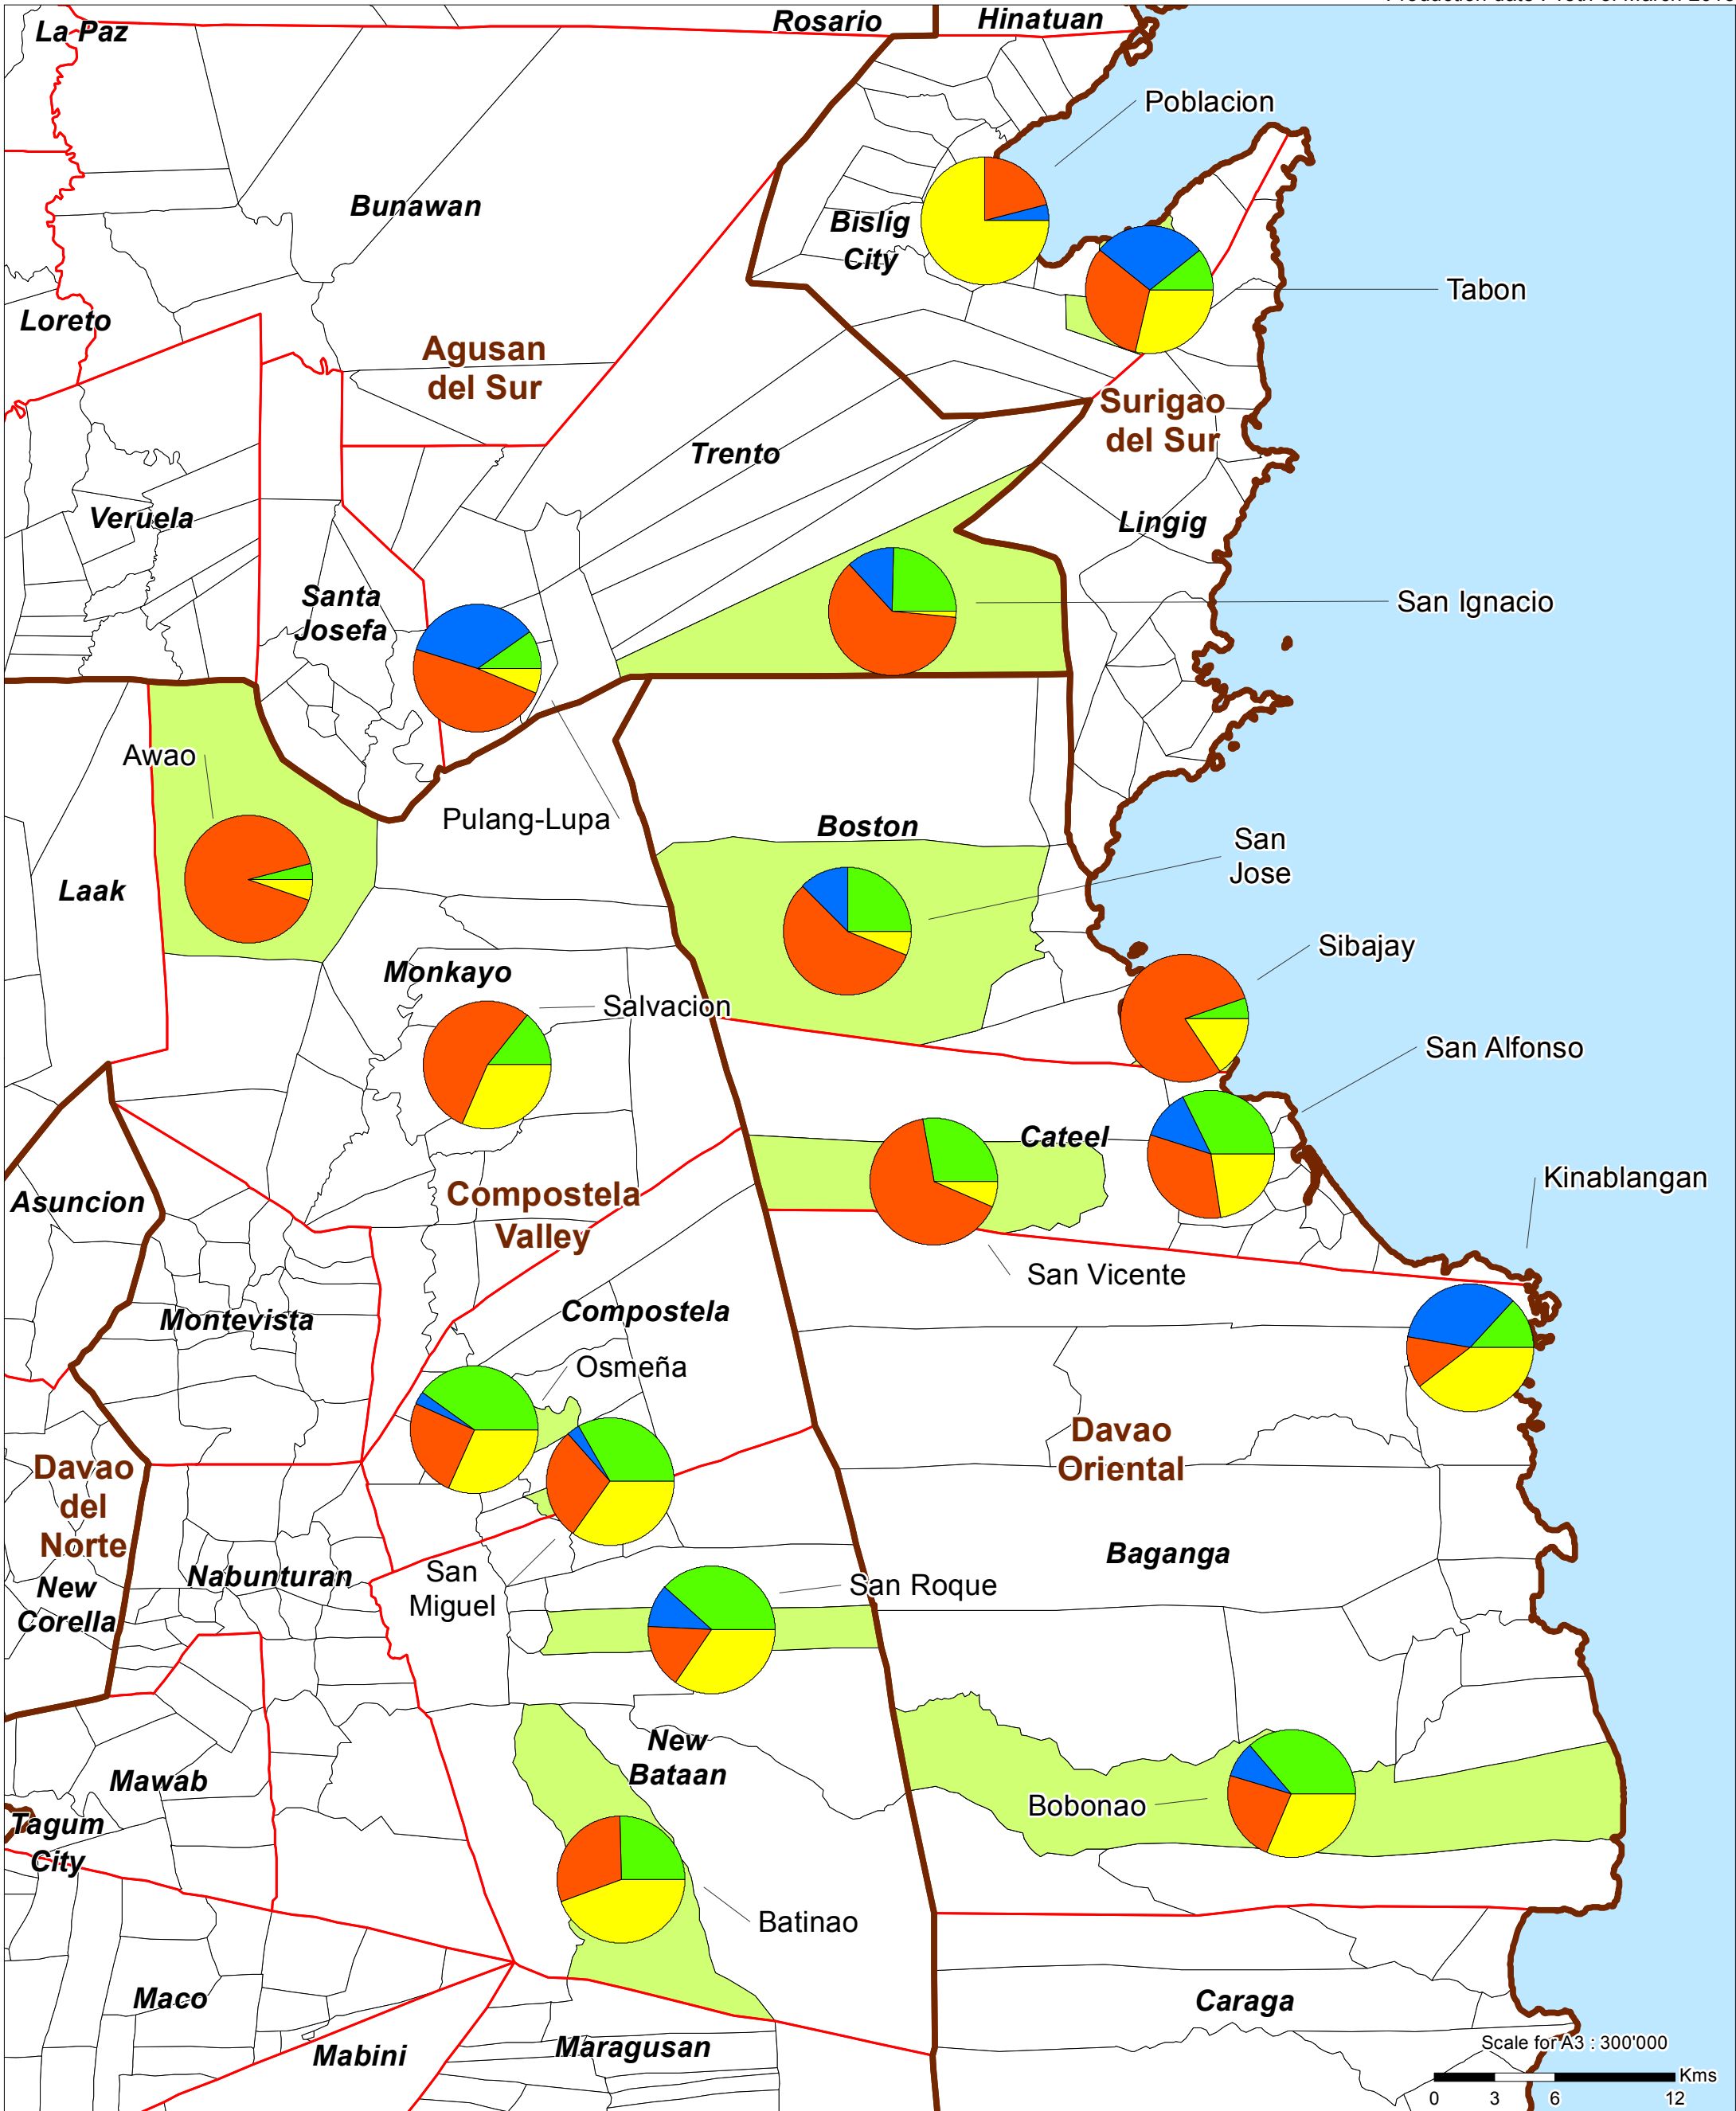 La Paz
Rosario
Hinatuan
Poblacion
Bunawan
Bislig
City
Tabon
Loreto
Agusan
del Sur
Surigao
del Sur
Trento
Veruela
Lingig
Santa
Josefa
San Ignacio
Awao
Pulang-Lupa
Boston
San
Jose
Laak
Sibajay
Monkayo
Salvacion
San Alfonso
Cateel
Kinablangan
Asuncion
Compostela
Valley
San Vicente
Montevista
Compostela
Osmeña
Davao
Oriental
Davao
del
Norte
Baganga
New
Corella
Nabunturan
San
Miguel
San Roque
New
Bataan
Mawab
Bobonao
Tagum
City
Batinao
Maco
Caraga
Mabini
Maragusan
Scale for A3 : 300'000
Kms
0 3 6 12